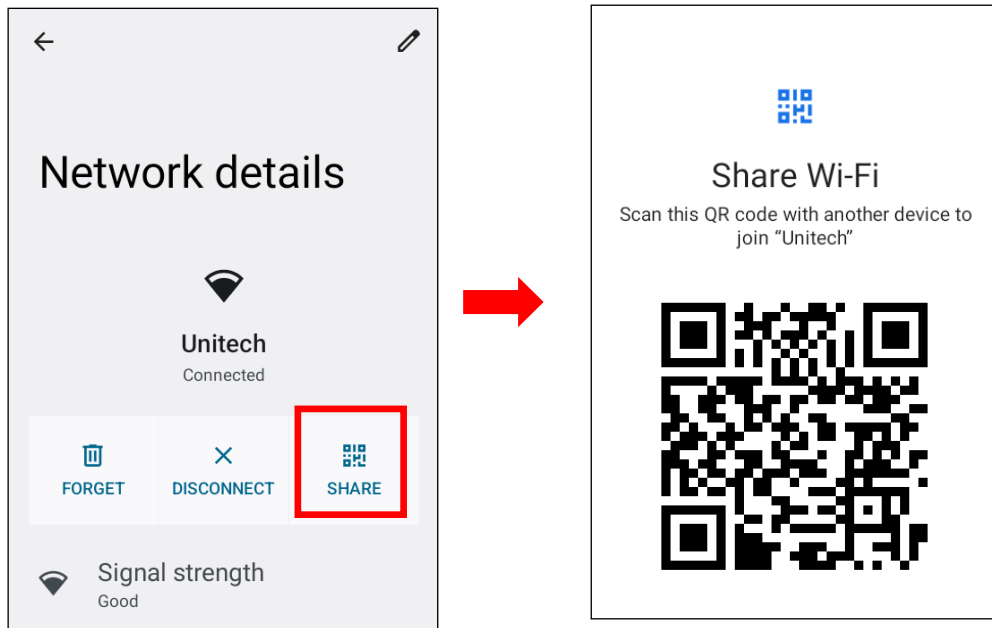 Network details
Unitech
Connected
FORGET
DISCONNECT
SHARE
Signal strength
Good
Share Wi-Fi
Scan this QR code with another device to
join “Unitech”